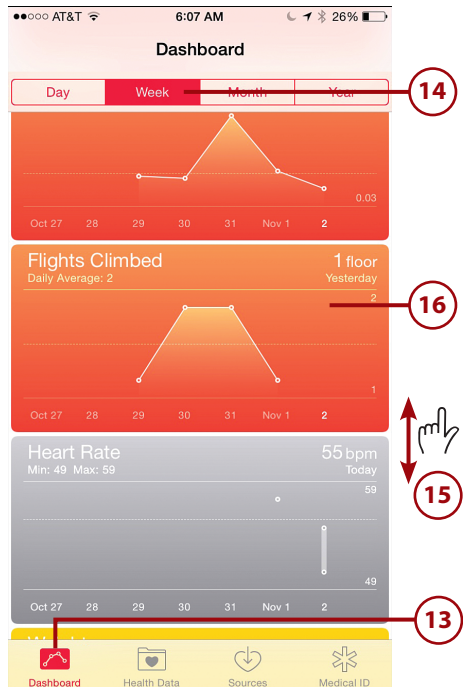 AT&T 6:07 AM 26%
Dashboard
Day Week Month Year
14
0.03
Oct 27 28 29 30 31 Nov 1 2
Flights Climbed 1 floor
Daily Average: 2 Yesterday
2
16
1
Oct 27 28 29 30 31 Nov 1 2
Heart Rate 55 bpm
Min: 49 Max: 59 Today
59
15
49
Oct 27 28 29 30 31 Nov 1 2
13
Dashboard Health Data Sources Medical ID